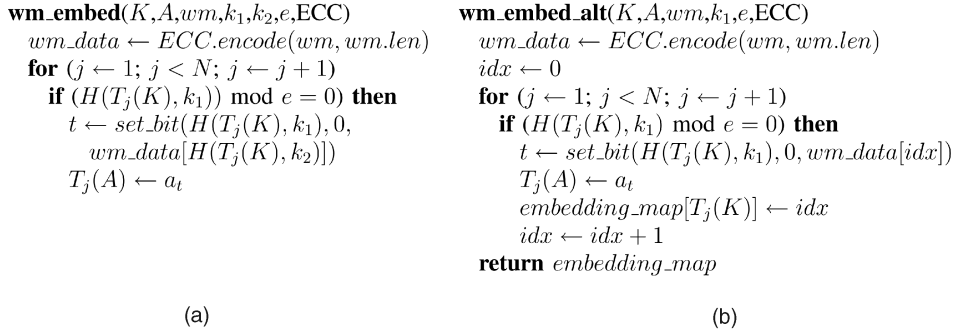 wm_embed(K,A,wm,k₁,k₂,e,ECC)
wm_data ← ECC.encode(wm, wm.len)
for (j ← 1; j < N; j ← j + 1)
if (H(Tⱼ(K), k₁)) mod e = 0) then
t ← set_bit(H(Tⱼ(K), k₁), 0,
wm_data[H(Tⱼ(K), k₂)])
Tⱼ(A) ← aₜ
(a)
wm_embed_alt(K,A,wm,k₁,e,ECC)
wm_data ← ECC.encode(wm, wm.len)
idx ← 0
for (j ← 1; j < N; j ← j + 1)
if (H(Tⱼ(K), k₁) mod e = 0) then
t ← set_bit(H(Tⱼ(K), k₁), 0, wm_data[idx])
Tⱼ(A) ← aₜ
embedding_map[Tⱼ(K)] ← idx
idx ← idx + 1
return embedding_map
(b)